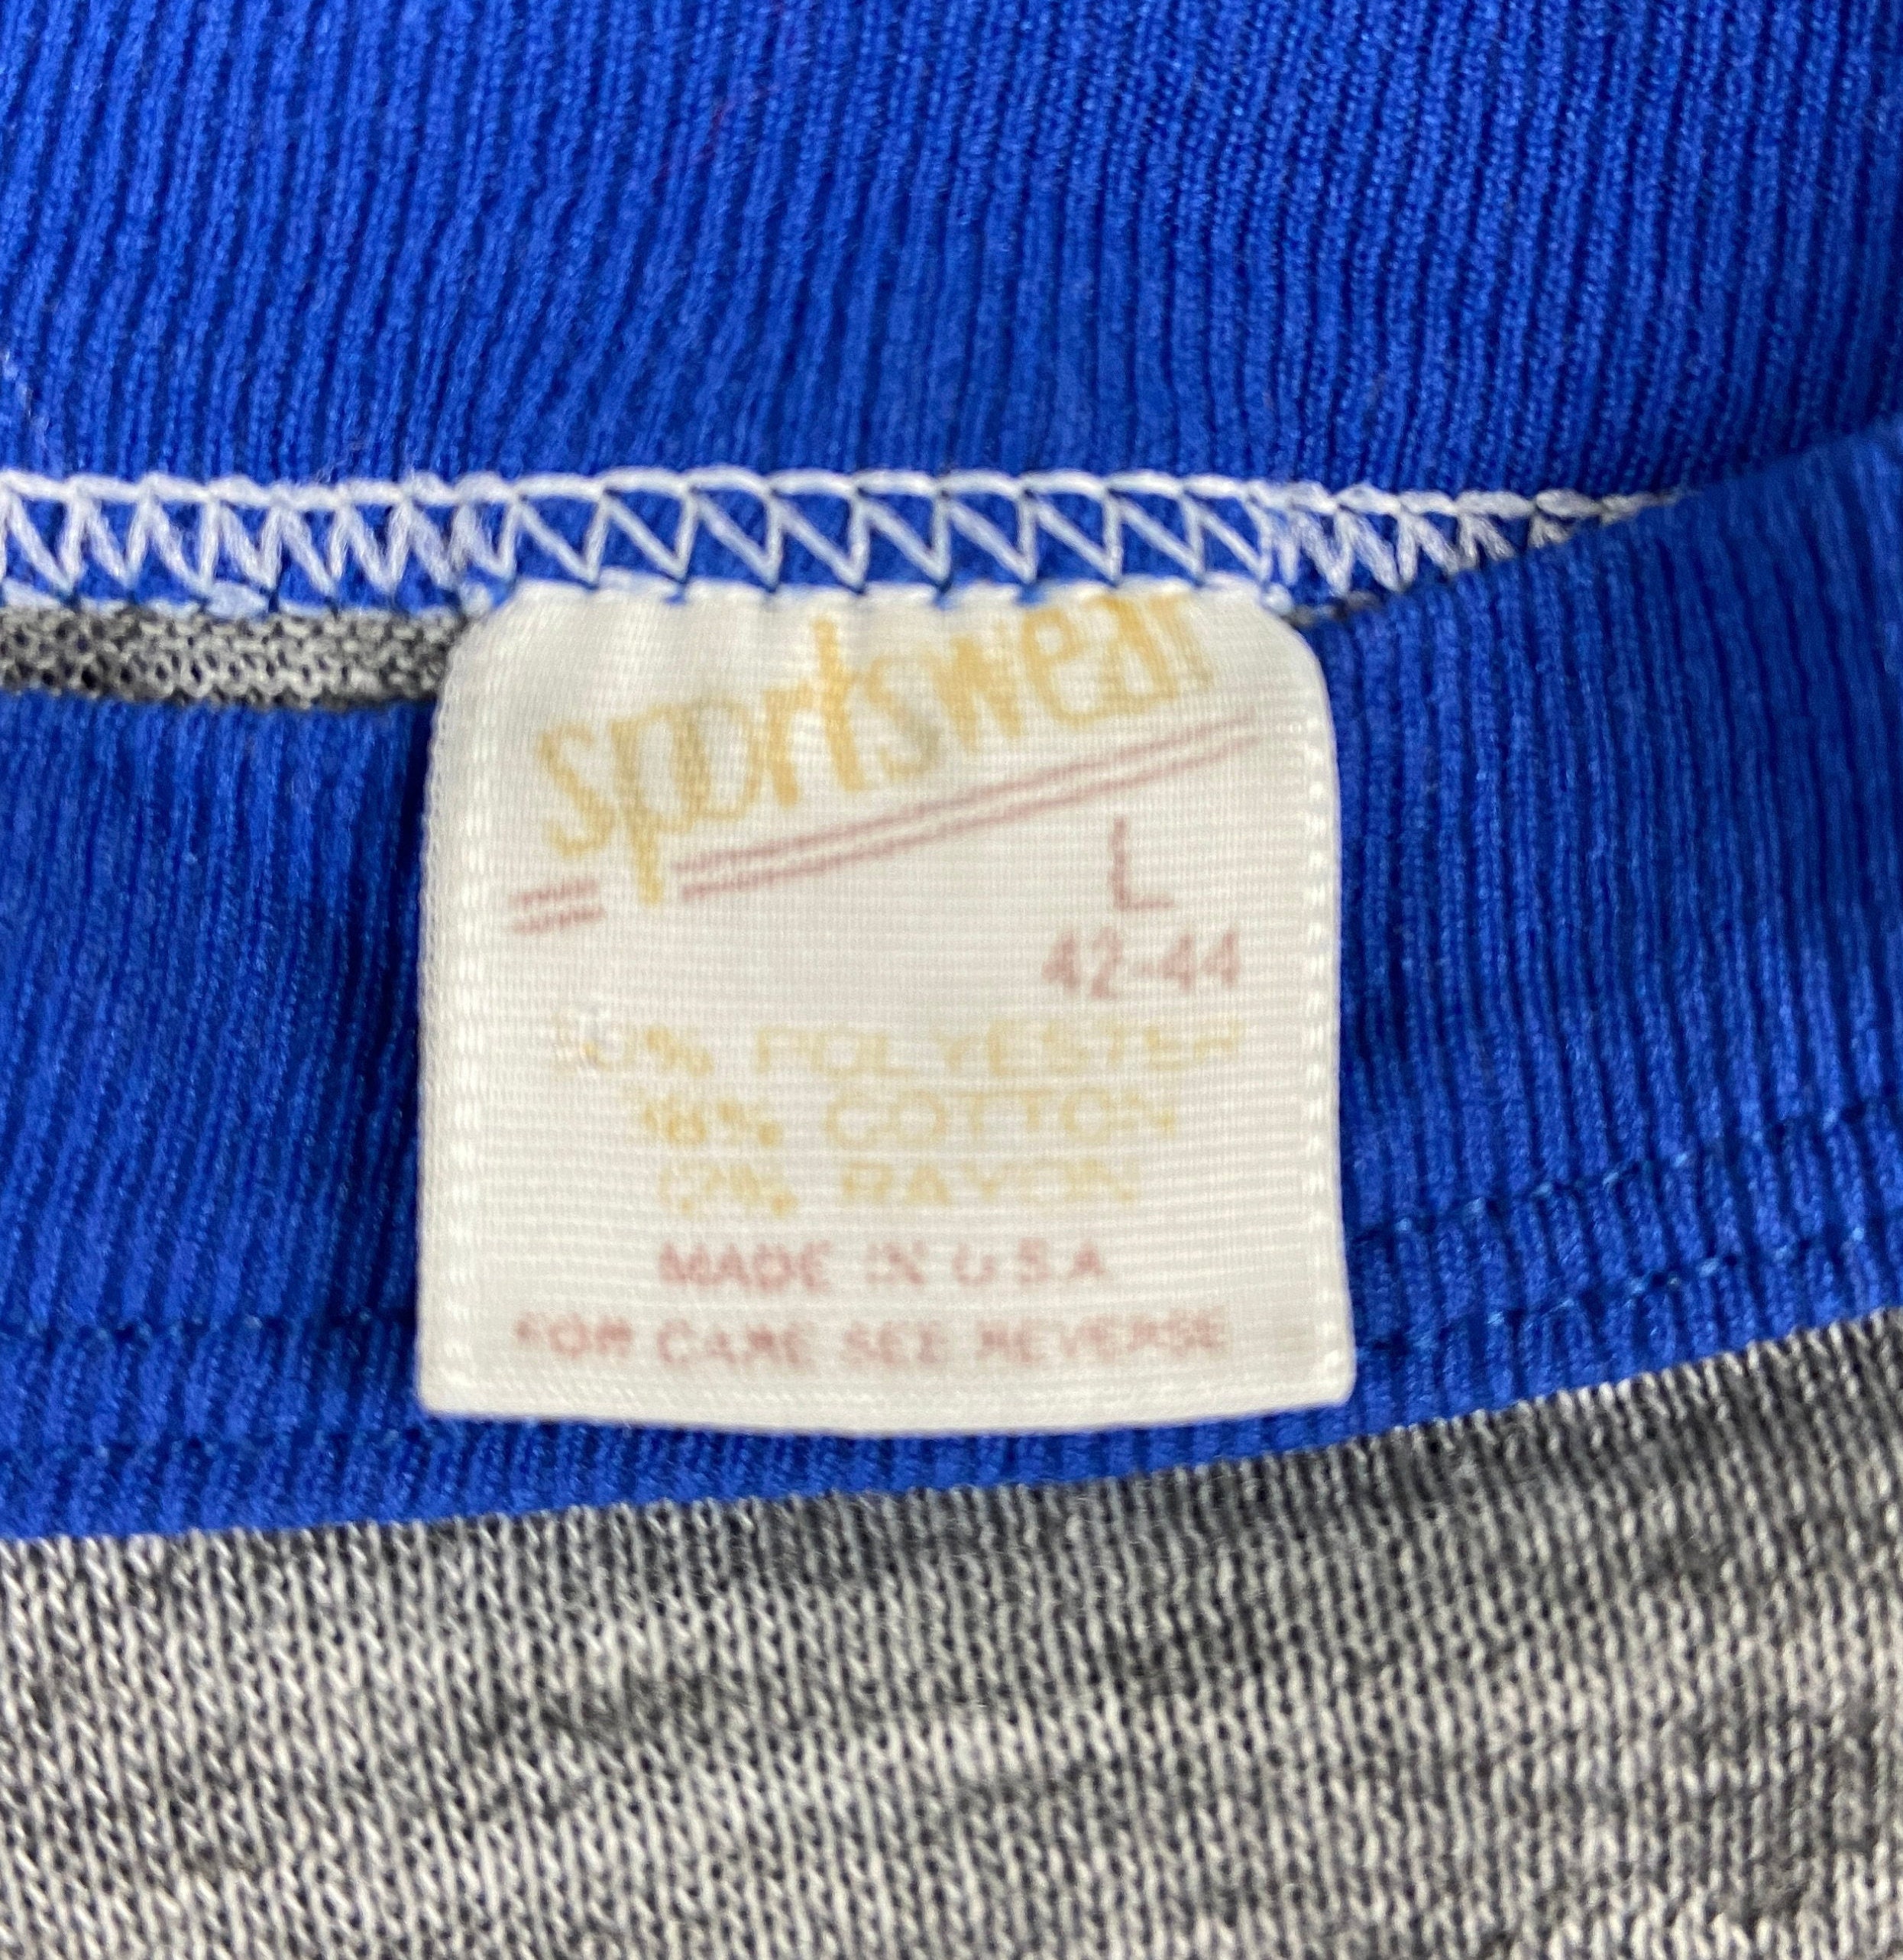 sportswear
L
42-44
% POLYESTER
% COTTON
% RAYON
MADE IN U.S.A.
FOR CARE SEE REVERSE